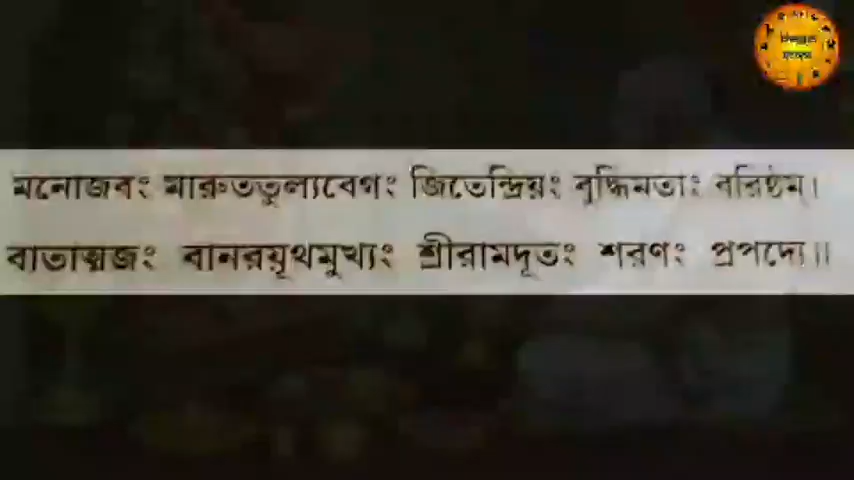 মনোজবং মারুততুল্যবেগং জিতেন্দ্রিয়ং বুদ্ধিমতাং বরিষ্ঠম্।
বাতাত্মজং বানরযূথমুখ্যং শ্রীরামদূতং শরণং প্রপদ্যে।।